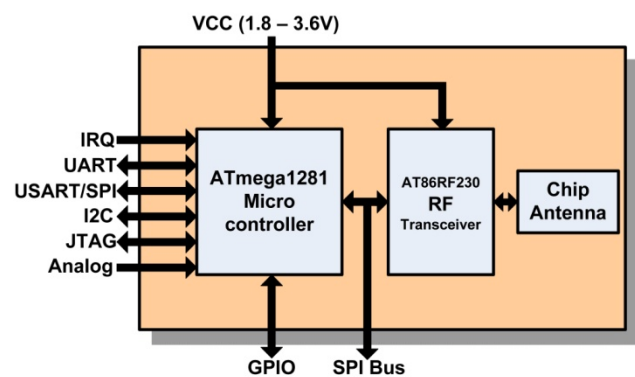 VCC (1.8 – 3.6V)
IRQ
UART
USART/SPI
I2C
JTAG
Analog
ATmega1281
Micro
controller
AT86RF230
RF
Transceiver
Chip
Antenna
GPIO
SPI Bus